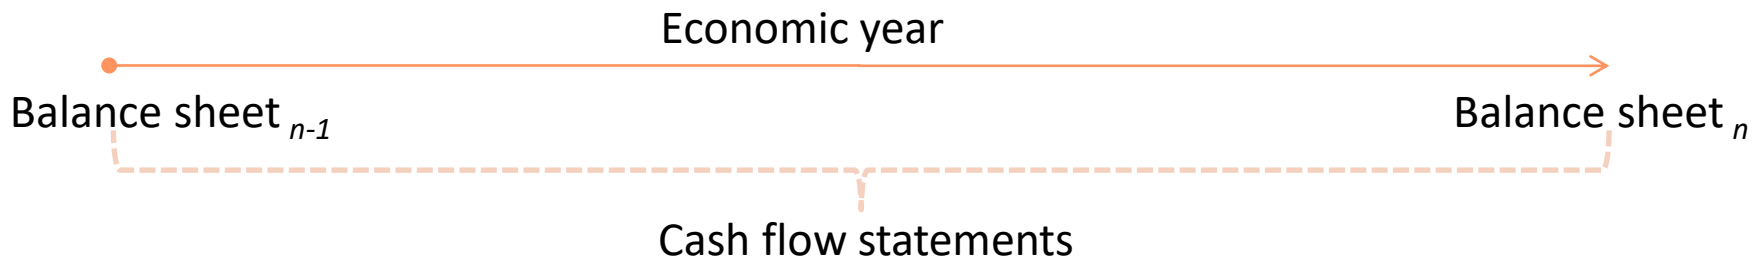 Economic year
Balance sheet n-1
Balance sheet n
Cash flow statements